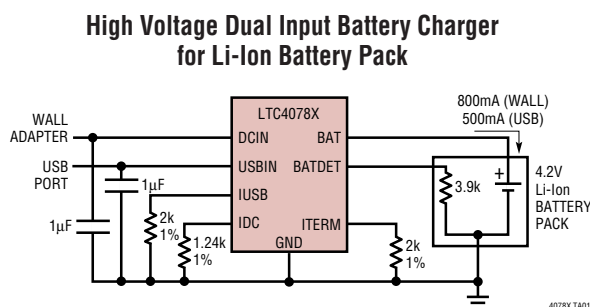 High Voltage Dual Input Battery Charger
for Li-Ion Battery Pack
800mA (WALL)
500mA (USB)
LTC4078X
WALL
ADAPTER
DCIN
BAT
USB
PORT
USBIN
BATDET
4.2V
Li-Ion
BATTERY
PACK
+
3.9k
1µF
IUSB
1µF
2k
1%
IDC
ITERM
1.24k
1%
GND
2k
1%
4078X TA01